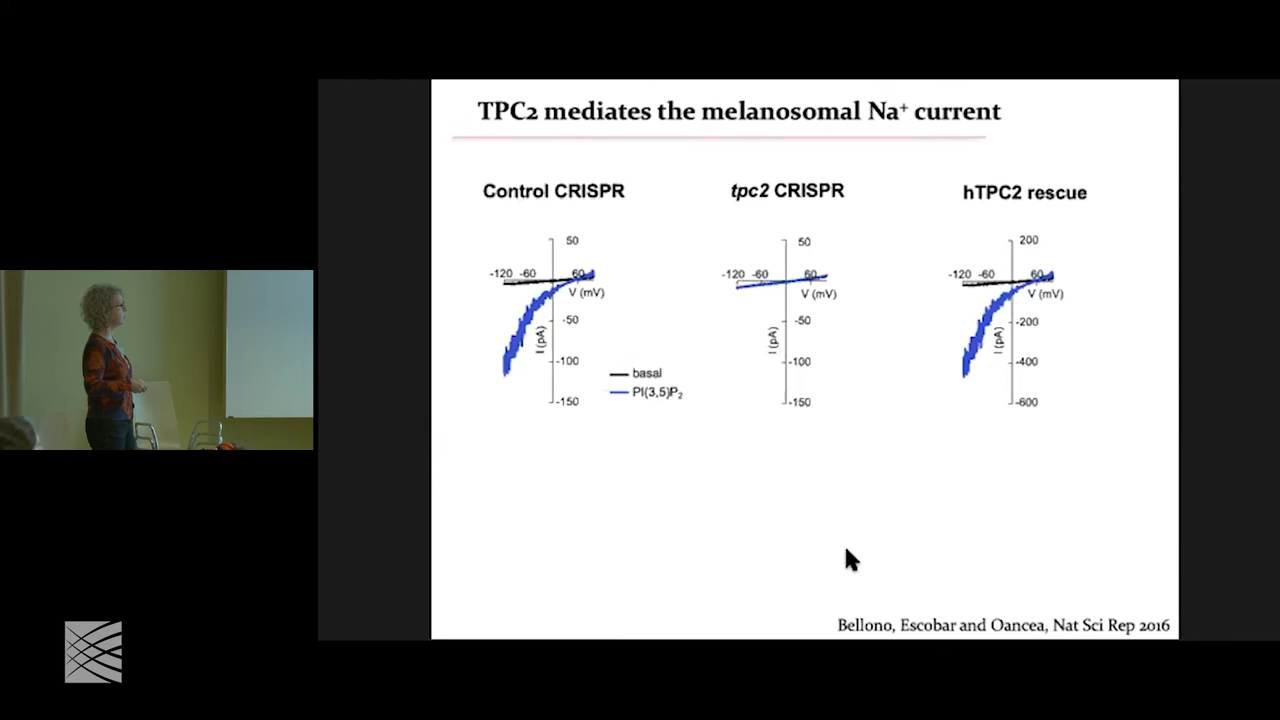 TPC2 mediates the melanosomal Na⁺ current
Control CRISPR
tpc2 CRISPR
hTPC2 rescue
50
-120 -60
60
V (mV)
-50
I (pA)
-100
-150
basal
PI(3,5)P₂
50
-120 -60
60
V (mV)
-50
I (pA)
-100
-150
200
-120 -60
60
V (mV)
-200
I (pA)
-400
-600
Bellono, Escobar and Oancea, Nat Sci Rep 2016